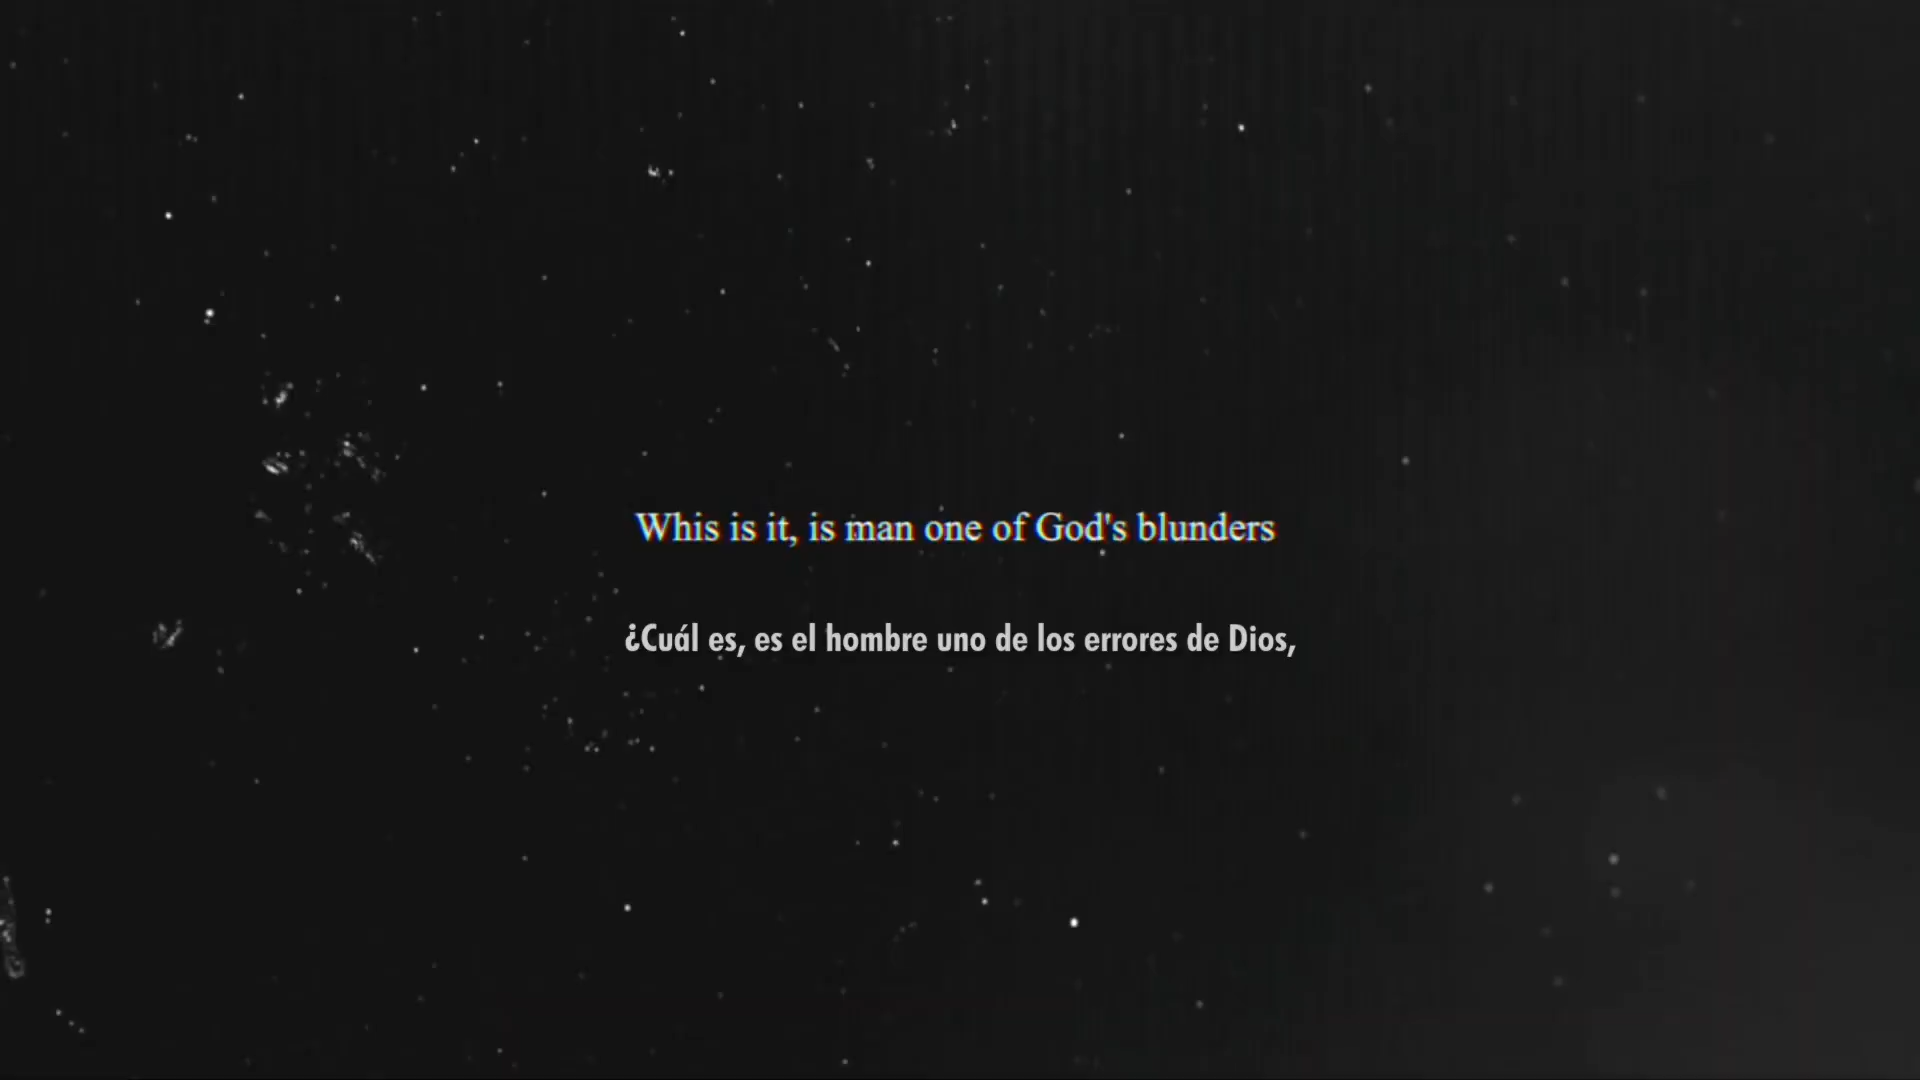 Whis is it, is man one of God's blunders
¿Cuál es, es el hombre uno de los errores de Dios,